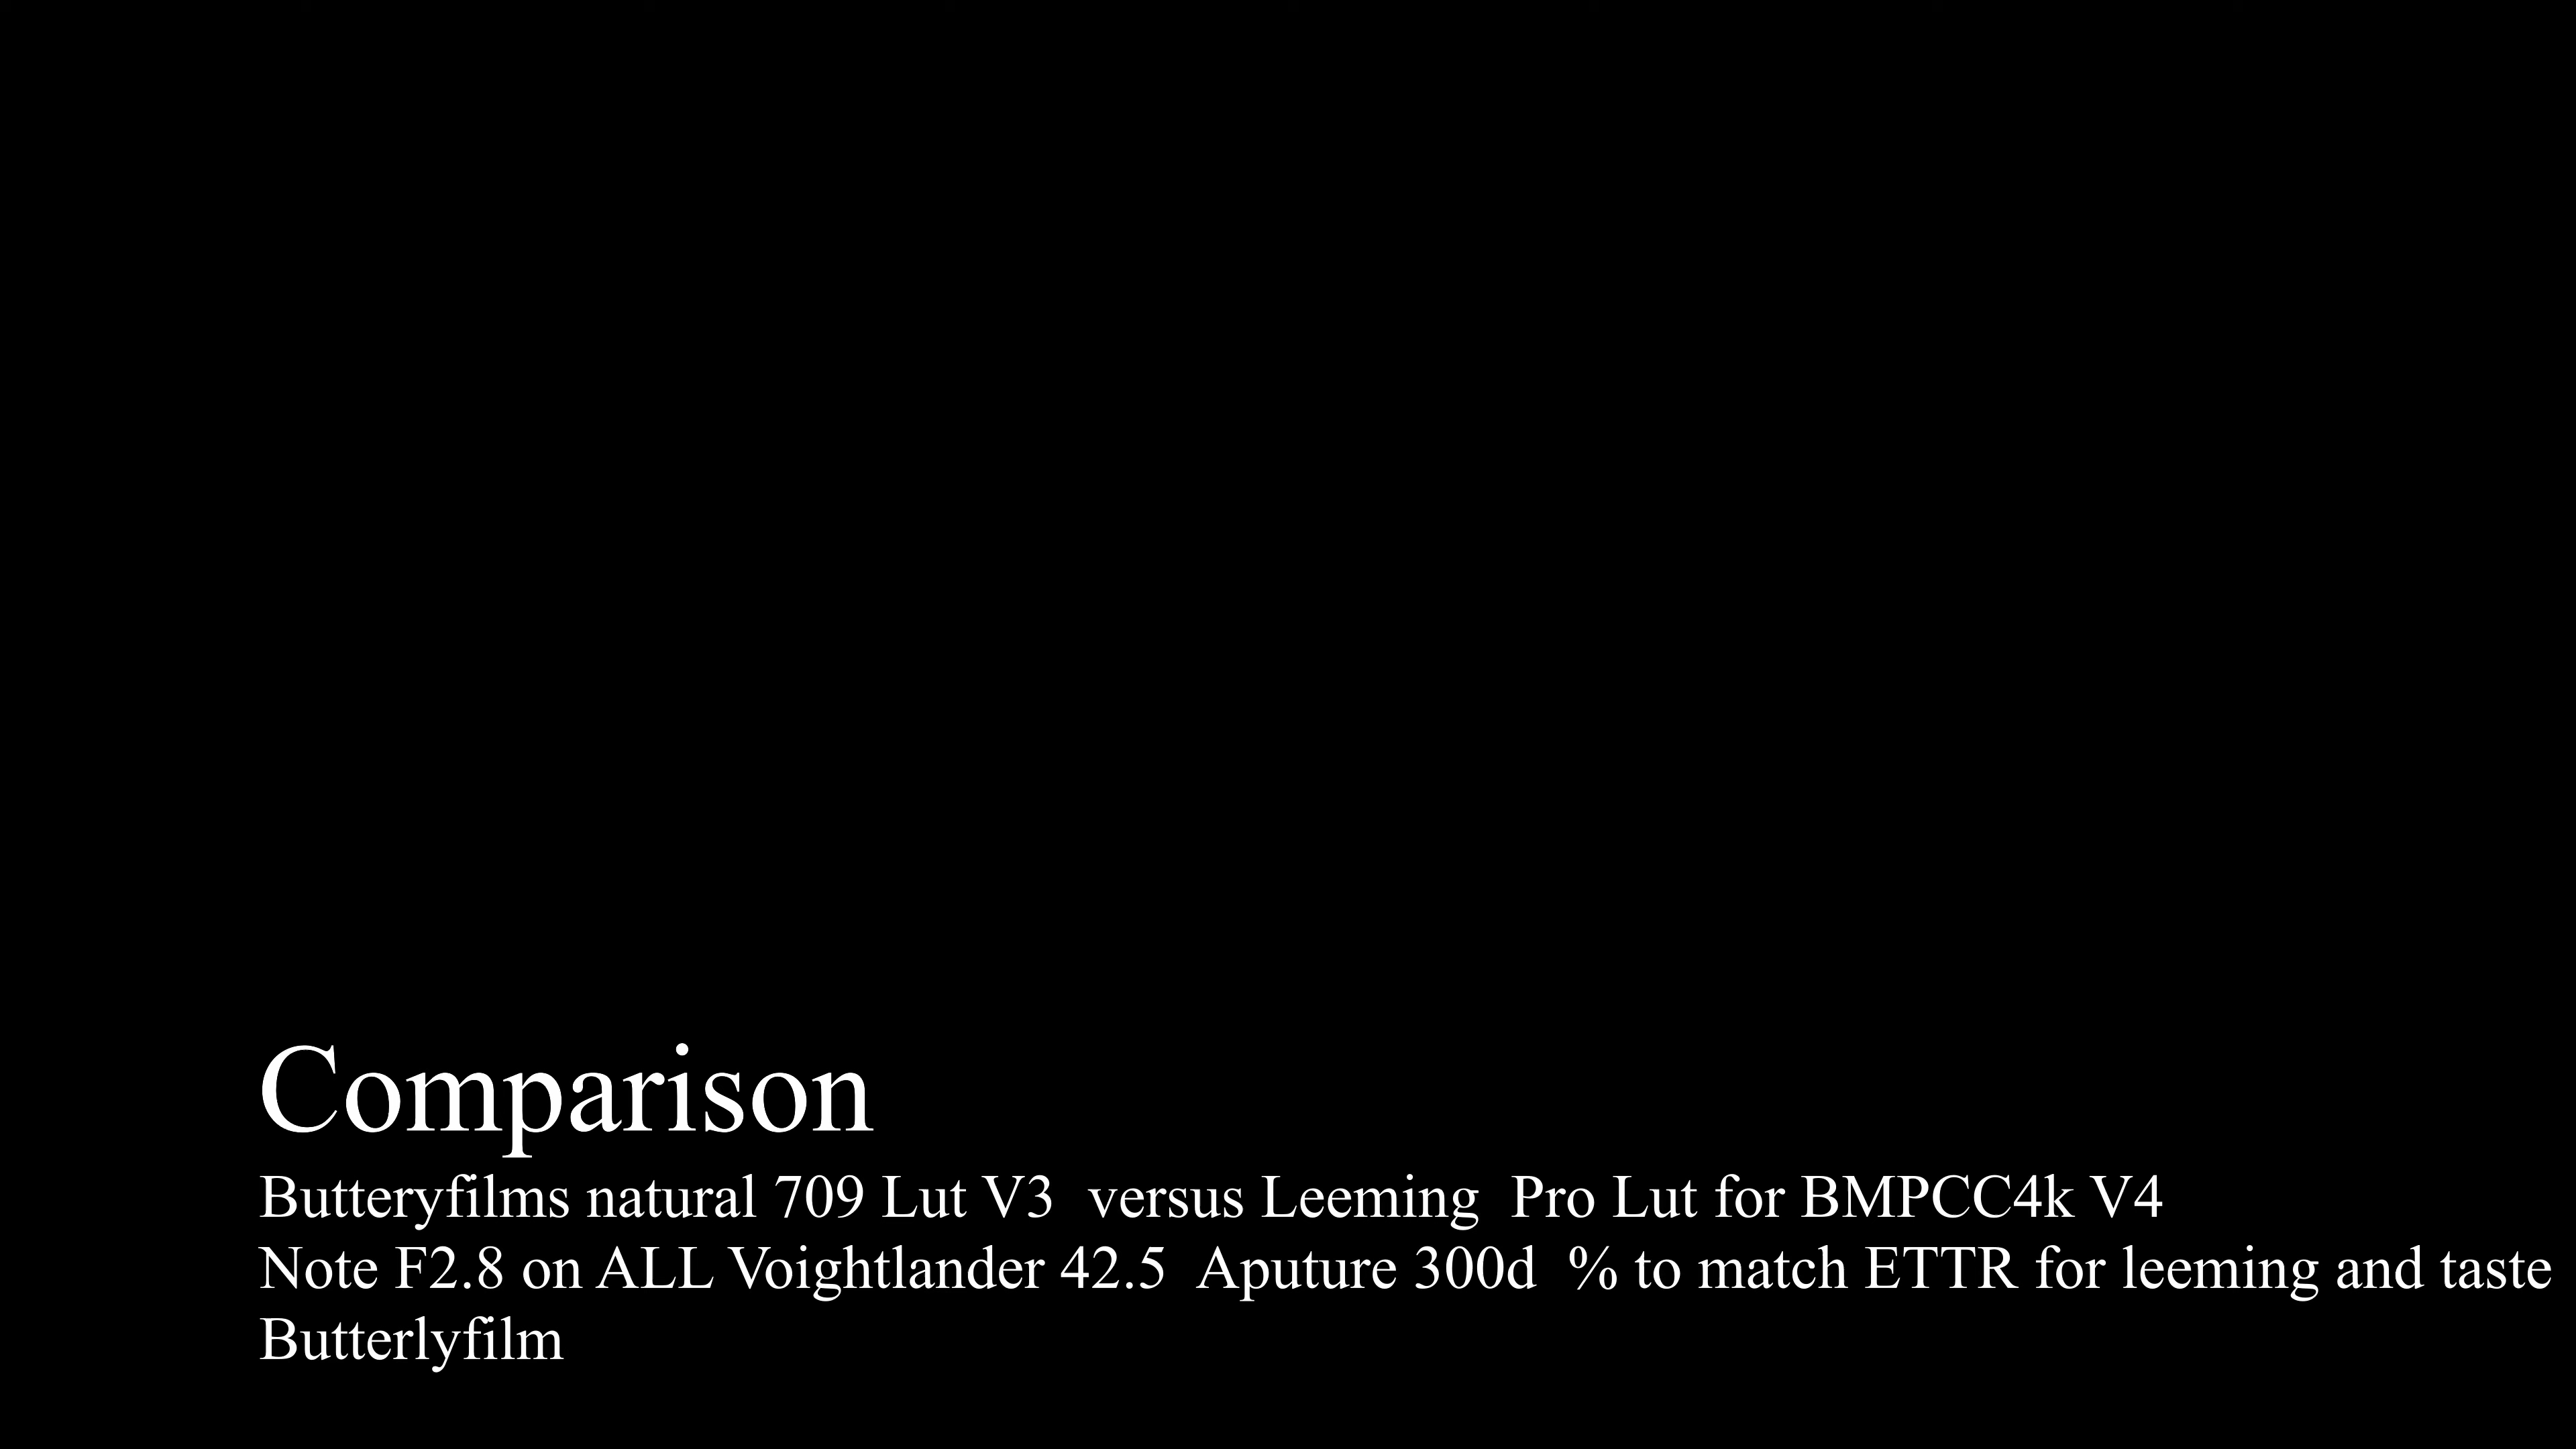 Comparison
Butteryfilms natural 709 Lut V3  versus Leeming  Pro Lut for BMPCC4k V4
Note F2.8 on ALL Voightlander 42.5  Aputure 300d  % to match ETTR for leeming and taste
Butterlyfilm